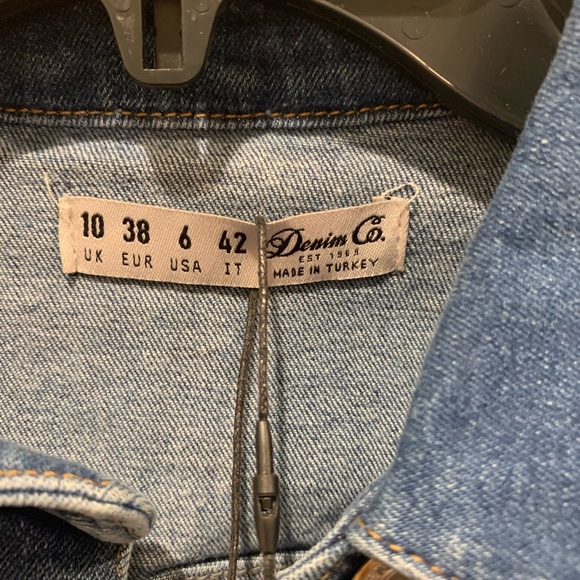 10 38 6 42
UK EUR USA IT
Denim Co.
EST 1969
MADE IN TURKEY